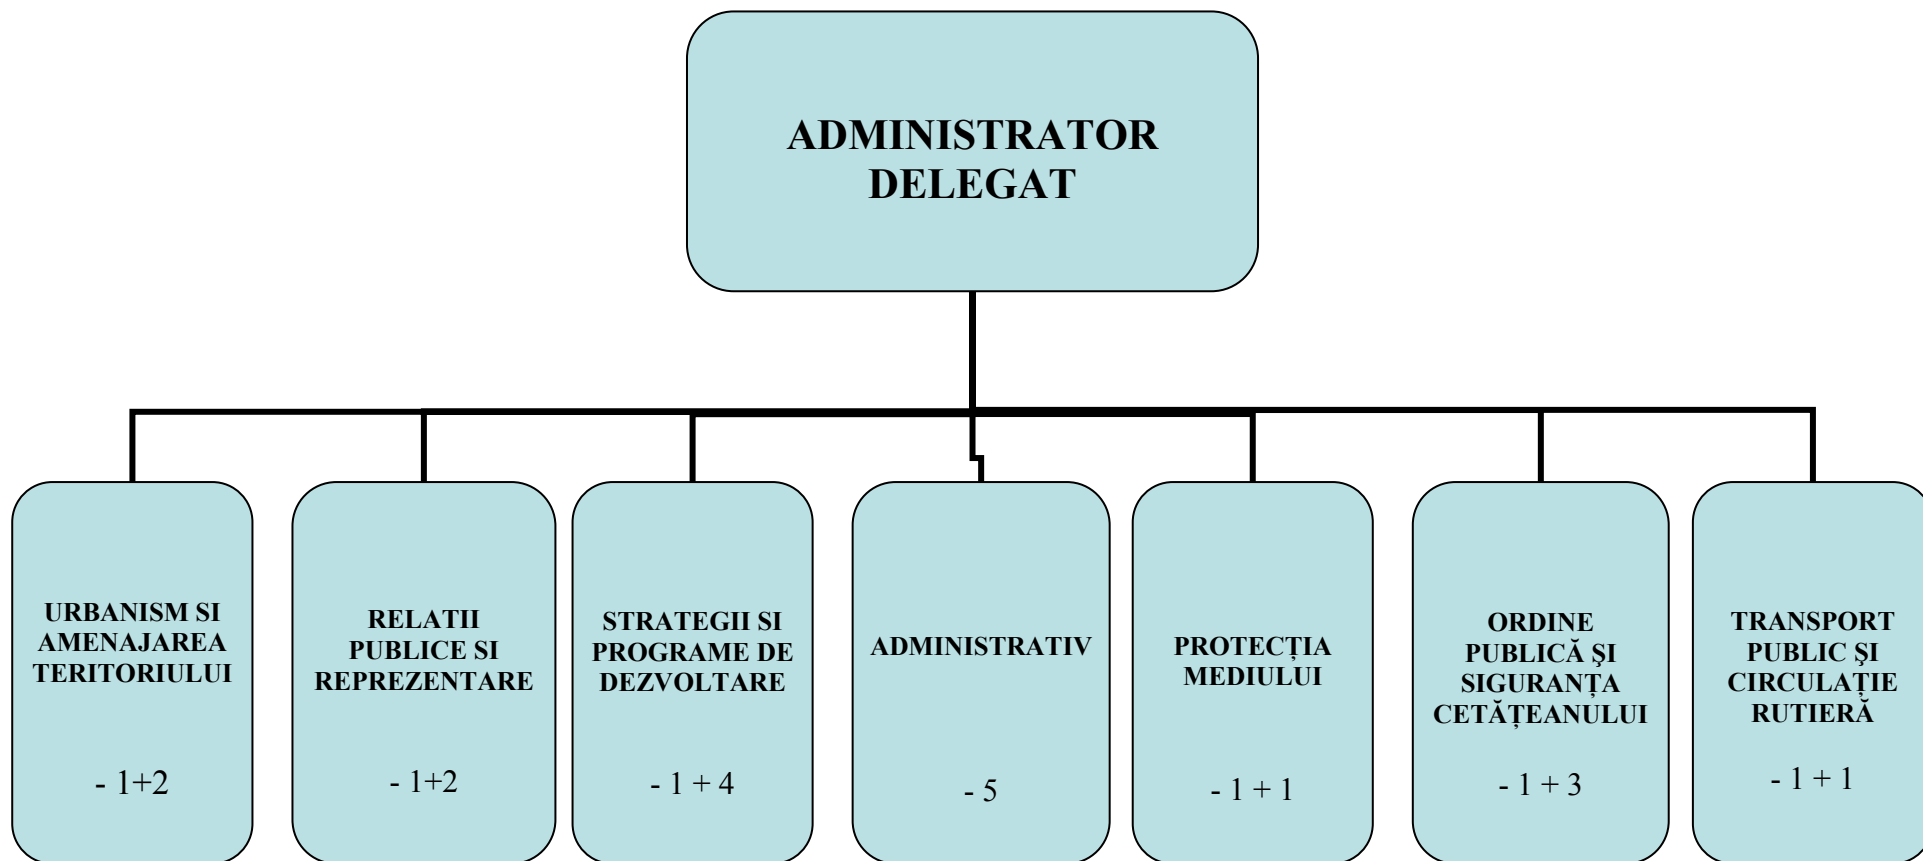 ADMINISTRATOR
DELEGAT
URBANISM SI
AMENAJAREA
TERITORIULUI
- 1+2
RELATII
PUBLICE SI
REPREZENTARE
- 1+2
STRATEGII SI
PROGRAME DE
DEZVOLTARE
- 1 + 4
ADMINISTRATIV
- 5
PROTECȚIA
MEDIULUI
- 1 + 1
ORDINE
PUBLICĂ ŞI
SIGURANȚA
CETĂȚEANULUI
- 1 + 3
TRANSPORT
PUBLIC ŞI
CIRCULAȚIE
RUTIERĂ
- 1 + 1